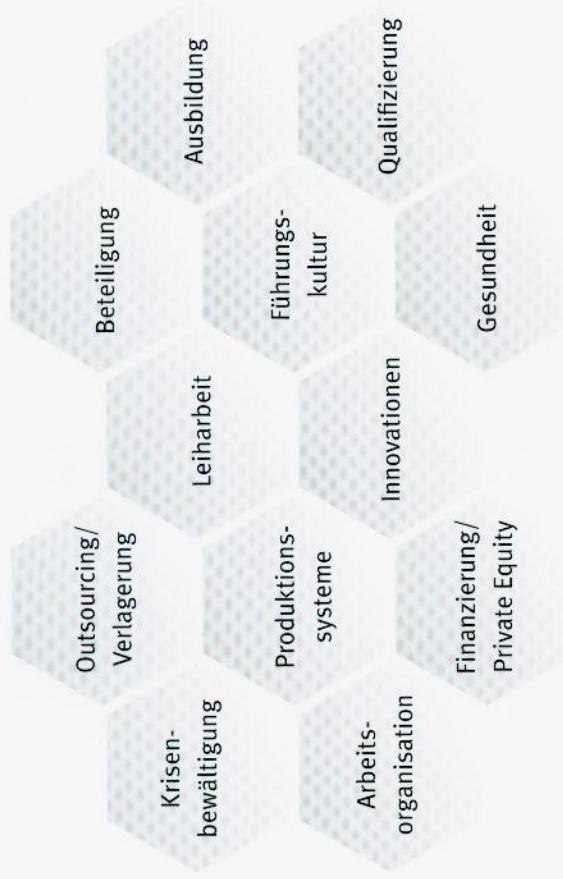 Outsourcing/
Verlagerung
Beteiligung
Krisen-
bewältigung
Leiharbeit
Ausbildung
Produktions-
systeme
Führungs-
kultur
Arbeits-
organisation
Innovationen
Qualifizierung
Finanzierung/
Private Equity
Gesundheit